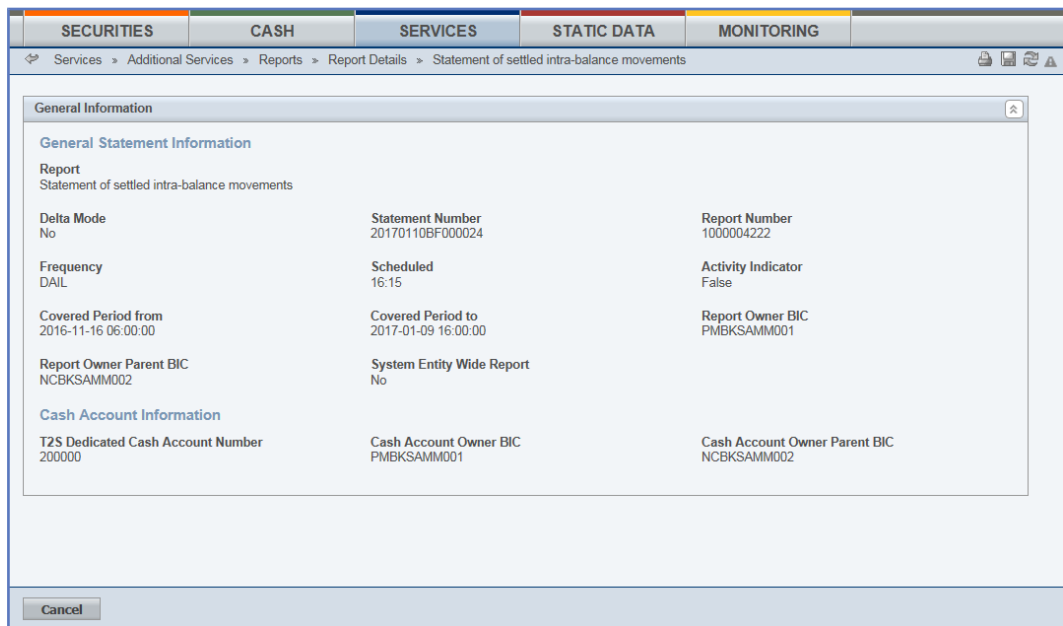 SECURITIES CASH SERVICES STATIC DATA MONITORING
Services » Additional Services » Reports » Report Details » Statement of settled intra-balance movements
General Information
General Statement Information
Report
Statement of settled intra-balance movements
Delta Mode Statement Number Report Number
No 20170110BF000024 1000004222
Frequency Scheduled Activity Indicator
DAIL 16:15 False
Covered Period from Covered Period to Report Owner BIC
2016-11-16 06:00:00 2017-01-09 16:00:00 PMBKSAMM001
Report Owner Parent BIC System Entity Wide Report
NCBKSAMM002 No
Cash Account Information
T2S Dedicated Cash Account Number Cash Account Owner BIC Cash Account Owner Parent BIC
200000 PMBKSAMM001 NCBKSAMM002
Cancel